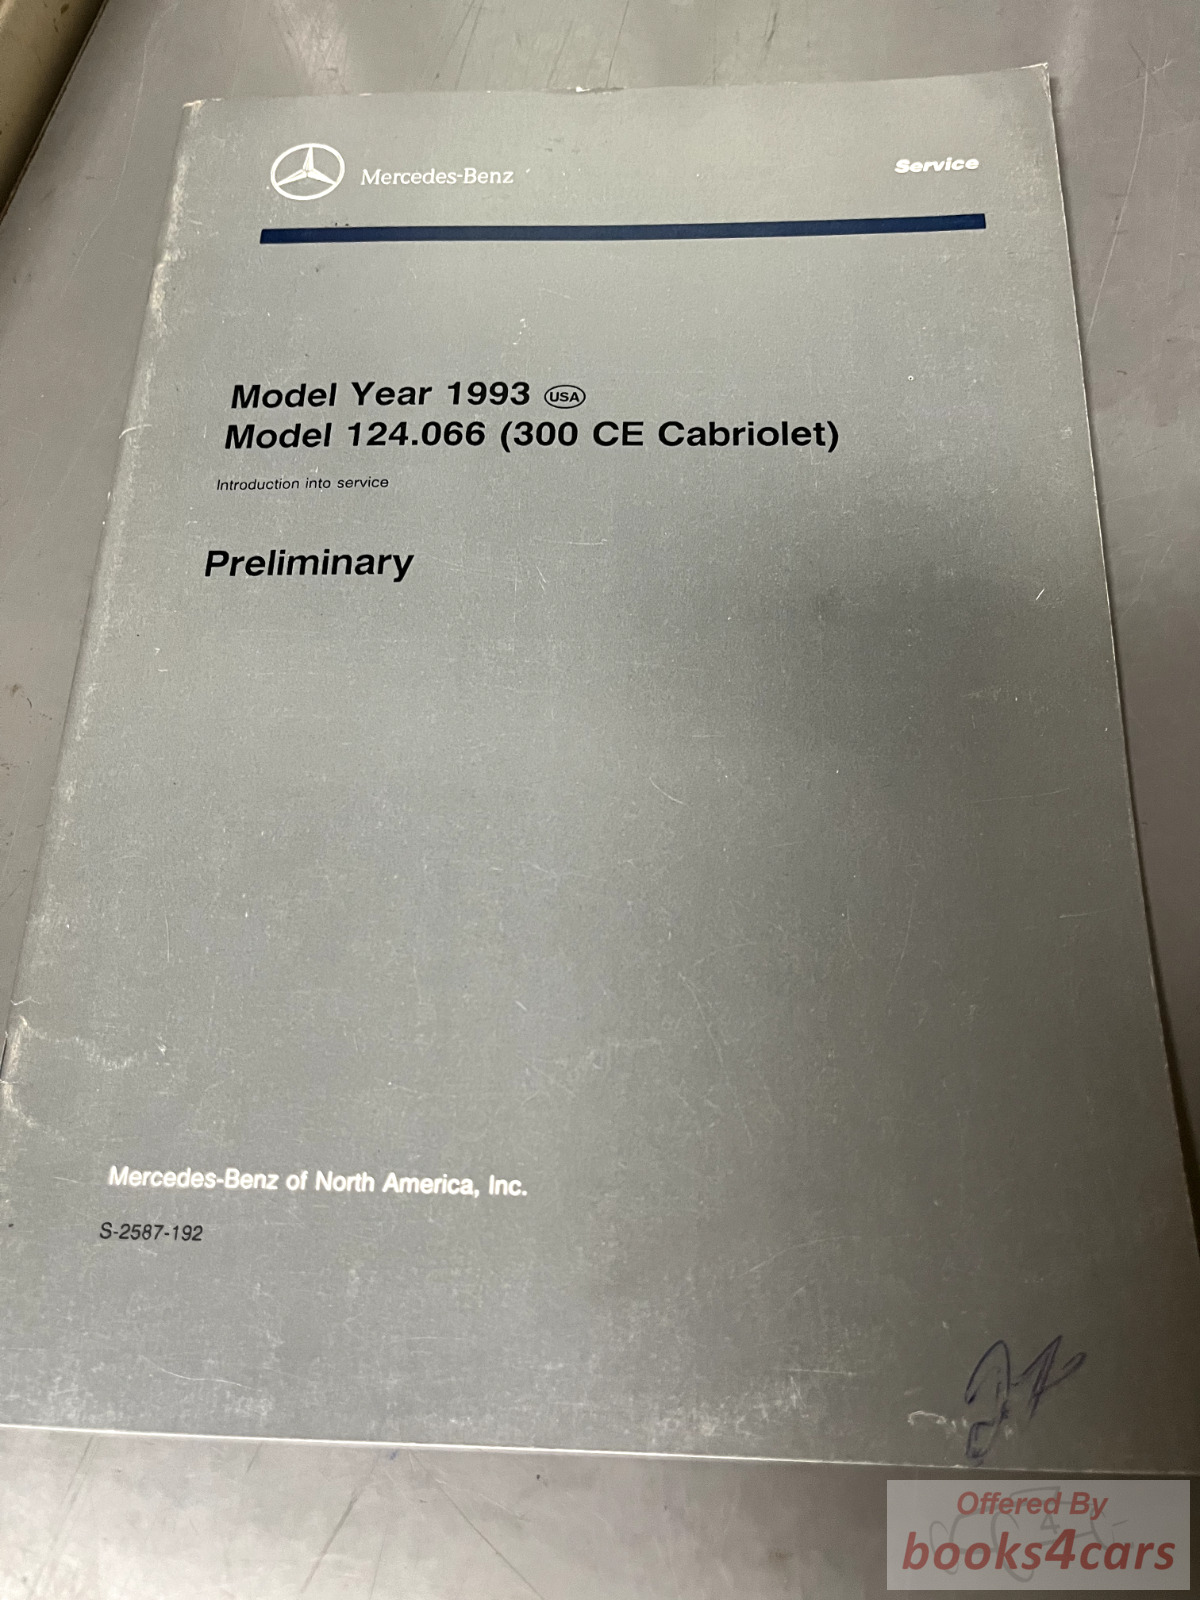 Mercedes-Benz
Service
Model Year 1993 USA
Model 124.066 (300 CE Cabriolet)
Introduction into service
Preliminary
Mercedes-Benz of North America, Inc.
S-2587-192
Offered By
books4cars